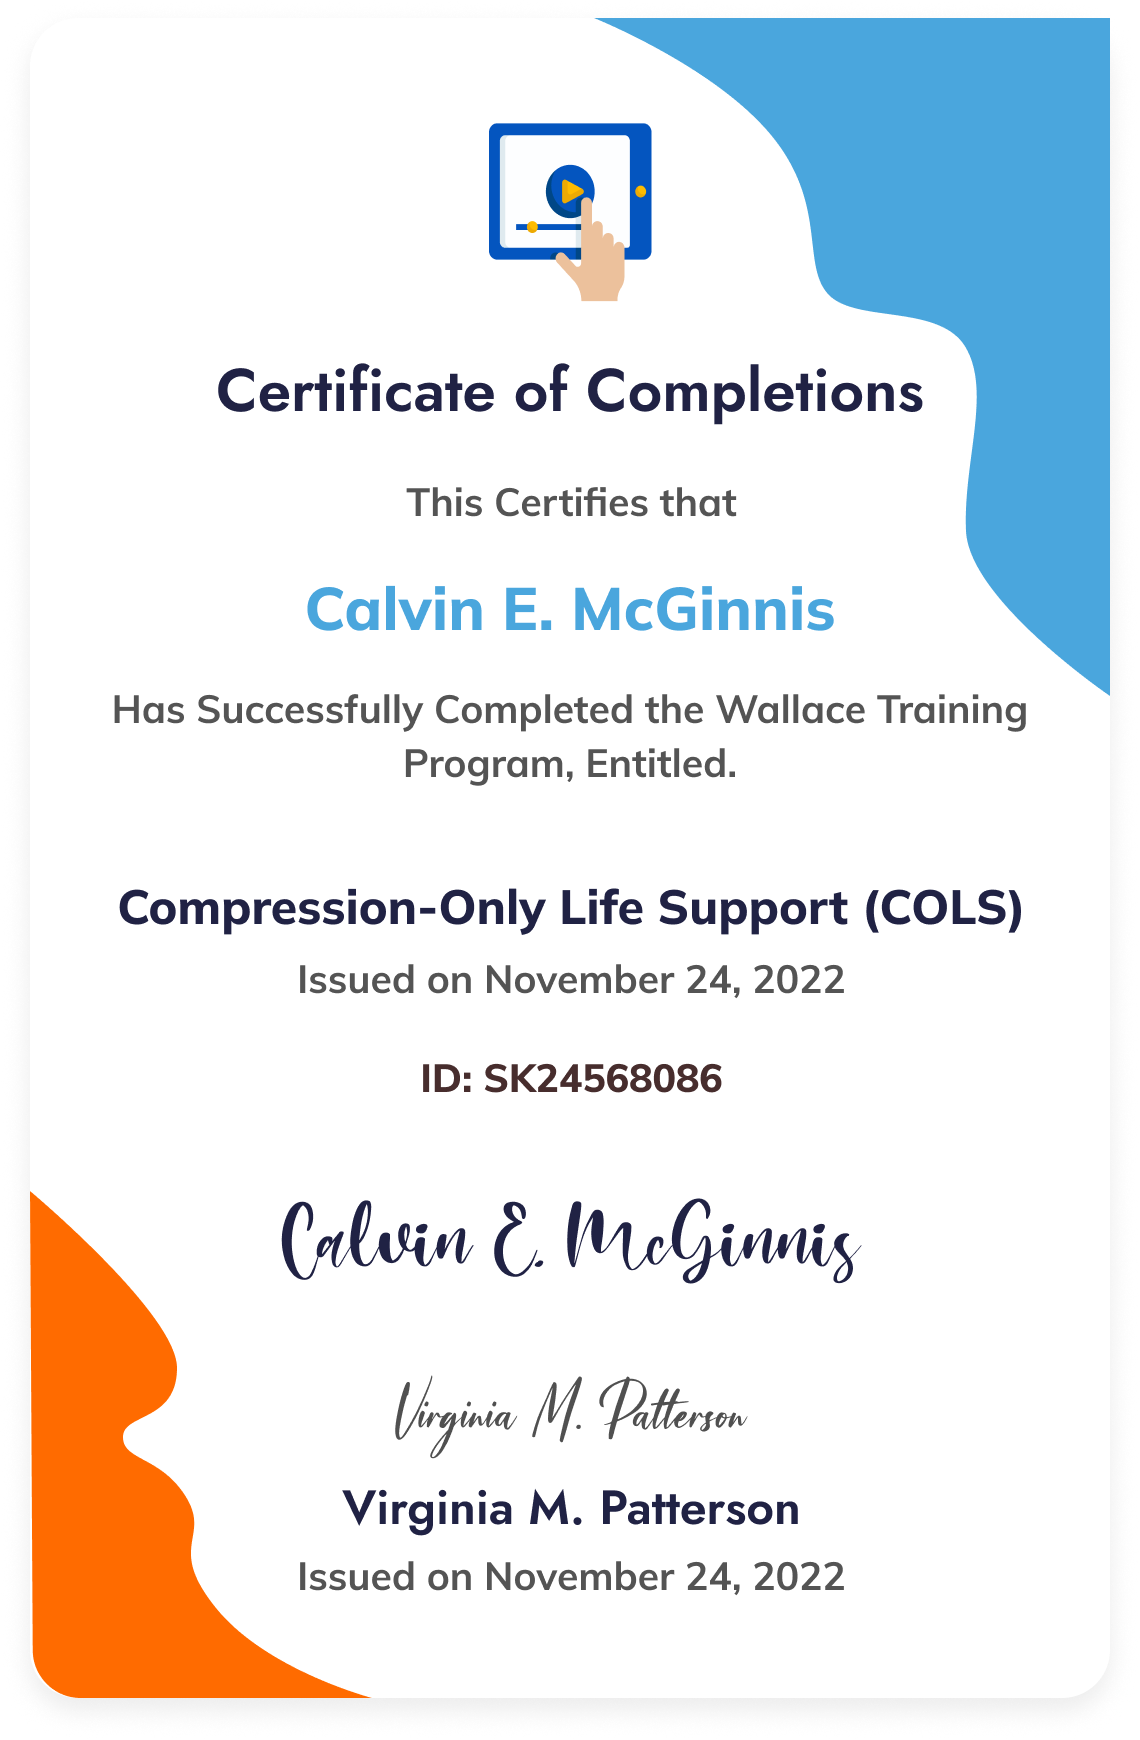 Certificate of Completions
This Certifies that
Calvin E. McGinnis
Has Successfully Completed the Wallace Training
Program, Entitled.
Compression-Only Life Support (COLS)
Issued on November 24, 2022
ID: SK24568086
Calvin E. McGinnis
Virginia M. Patterson
Virginia M. Patterson
Issued on November 24, 2022